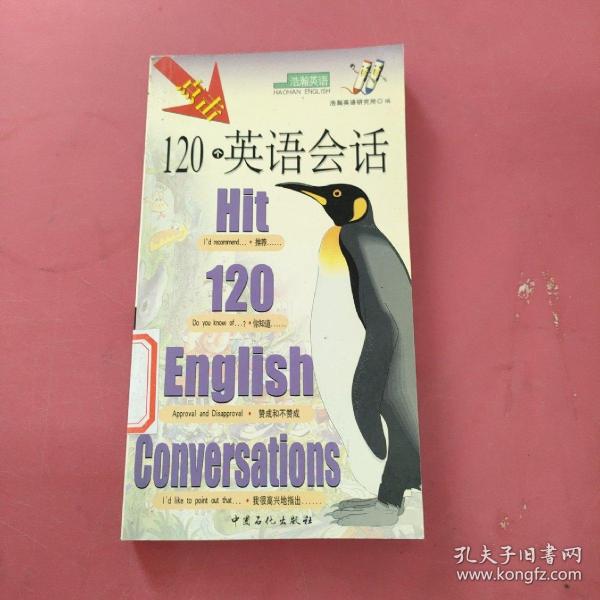 点击
浩瀚英语
HAOHAN ENGLISH
浩瀚英语研究所◎编
120个英语会话
Hit
I'd recommend...・推荐......
120
Do you know of...?・你知道......
English
Approval and Disapproval・赞成和不赞成
Conversations
I'd like to point out that...・我很高兴地指出......
中国石化出版社
孔夫子旧书网
www.kongfz.com